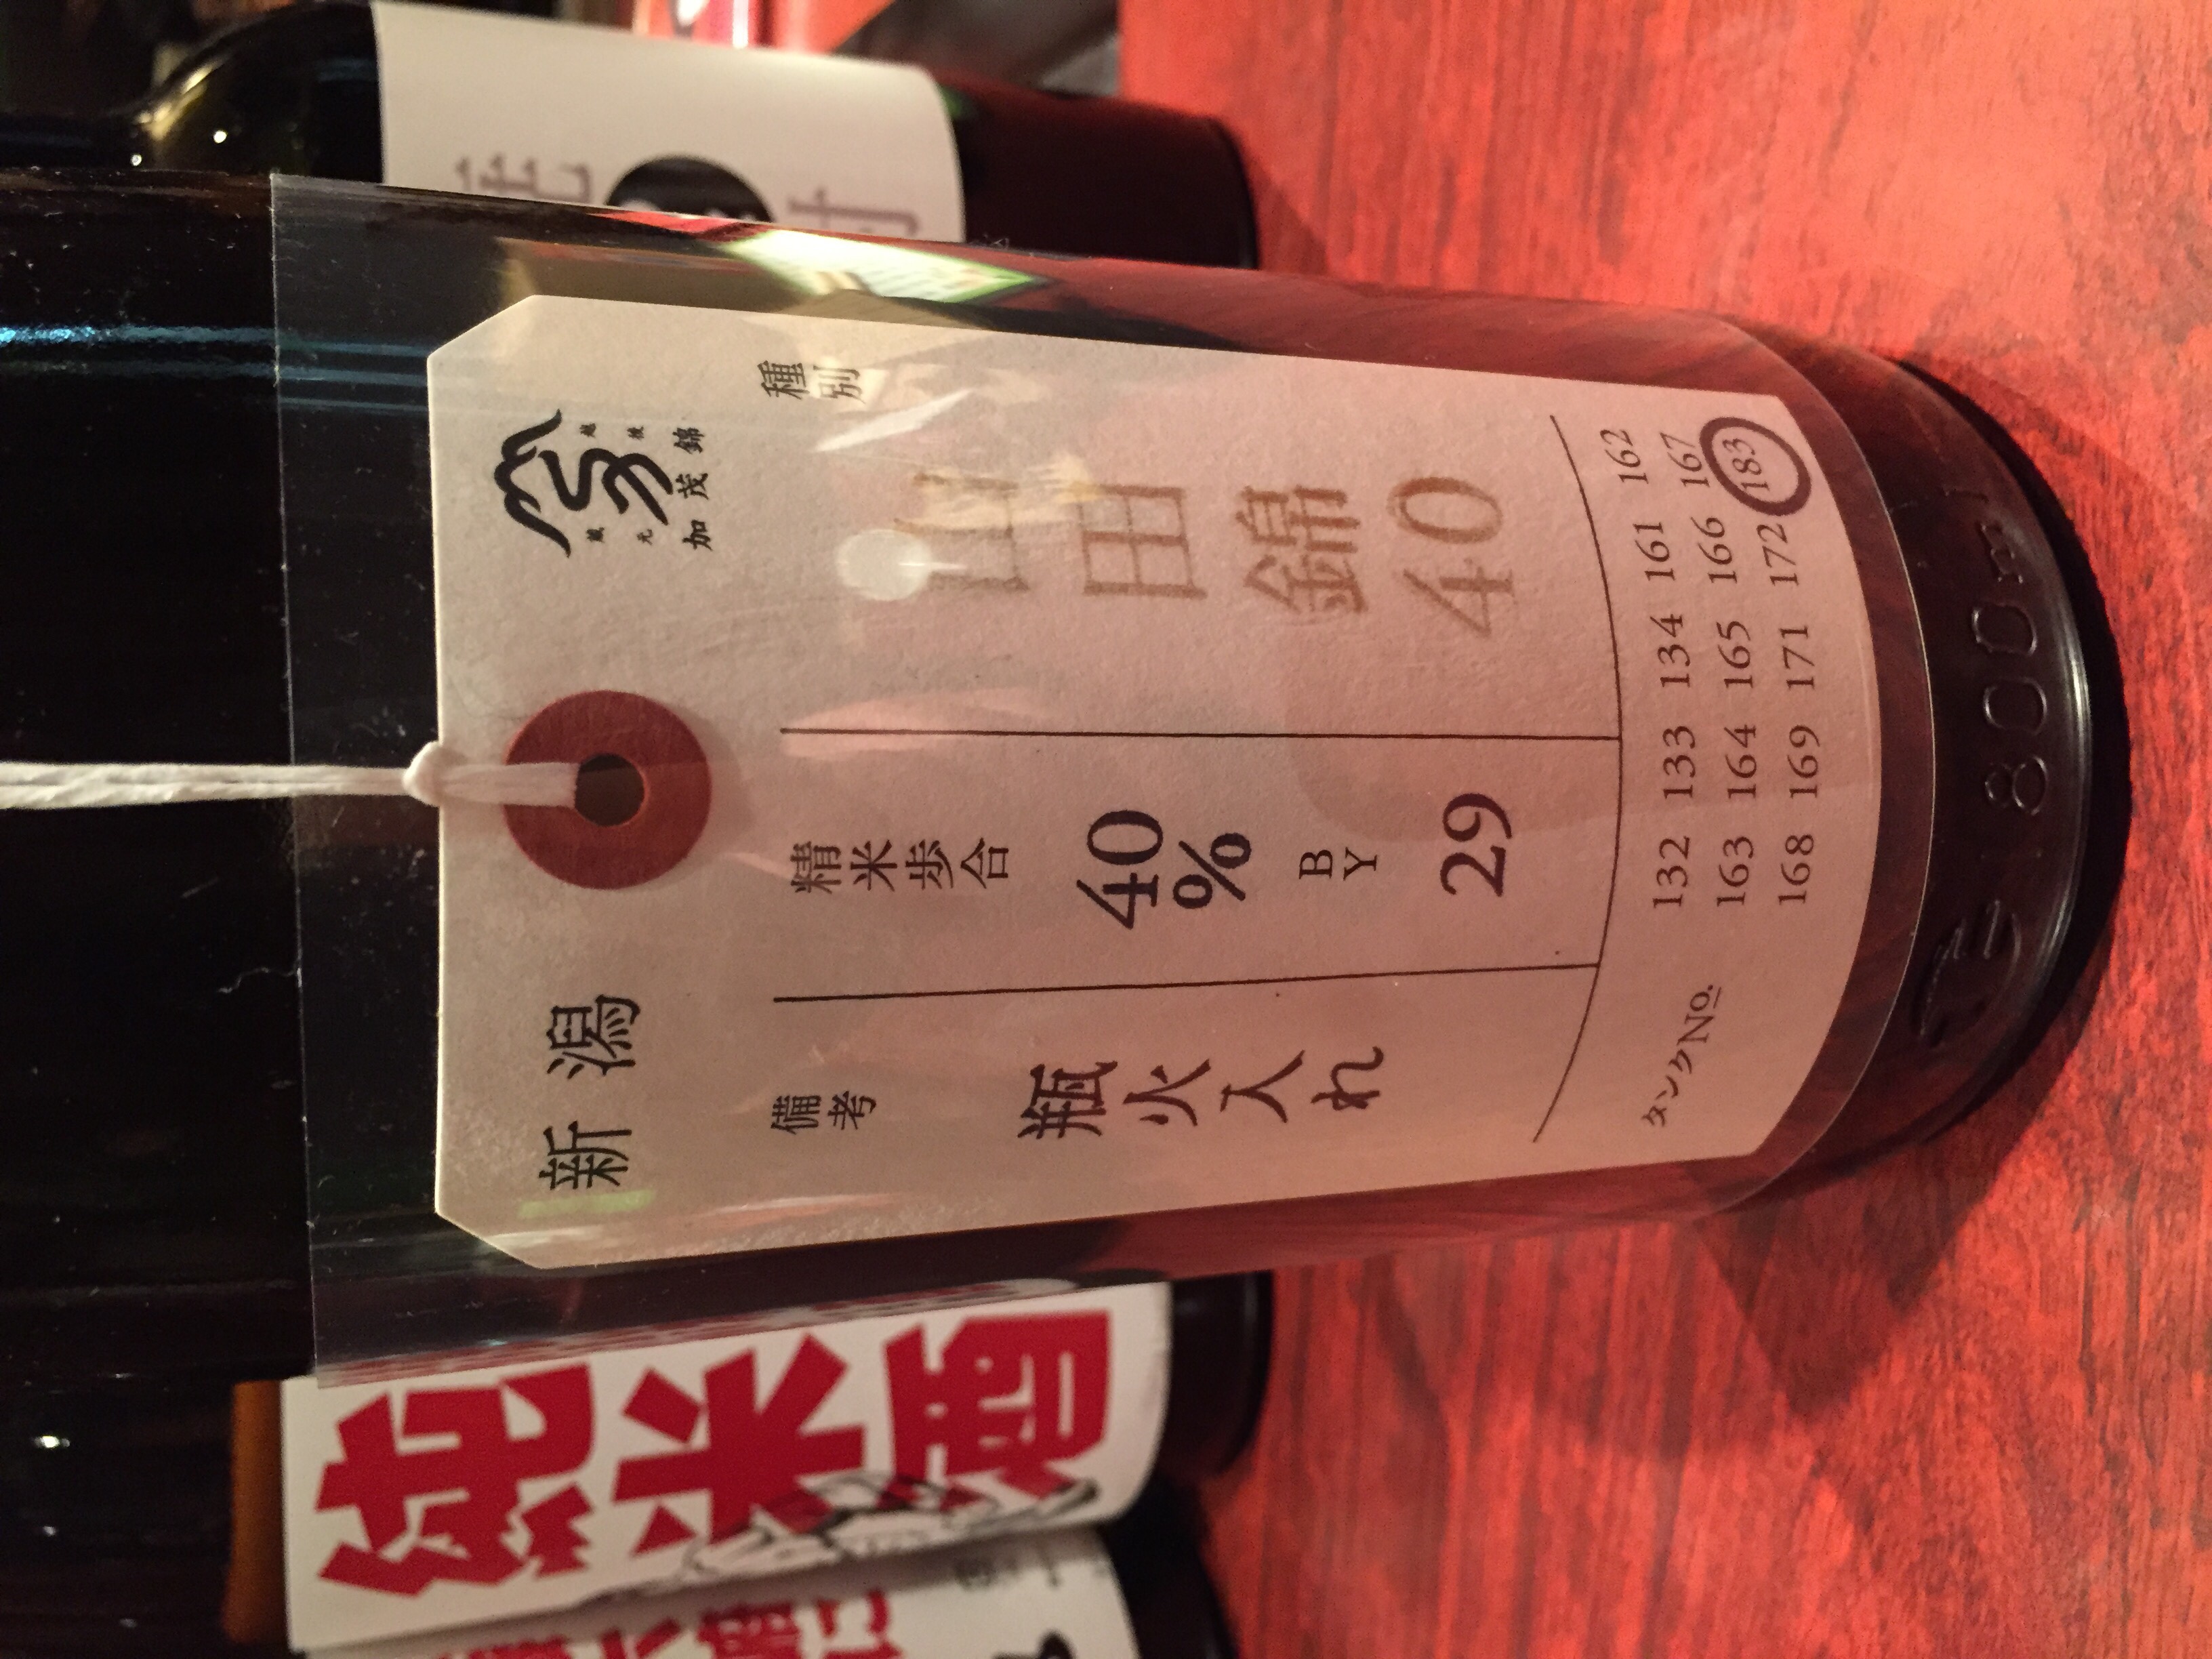 新潟
越後
蔵元
加茂錦
種別
山田錦
40
精米歩合
40
%
BY
29
備考
瓶火入れ
タンクNo.
132 133 134 161 162
163 164 165 166 167
168 169 171 172 183
800ml
純米酒